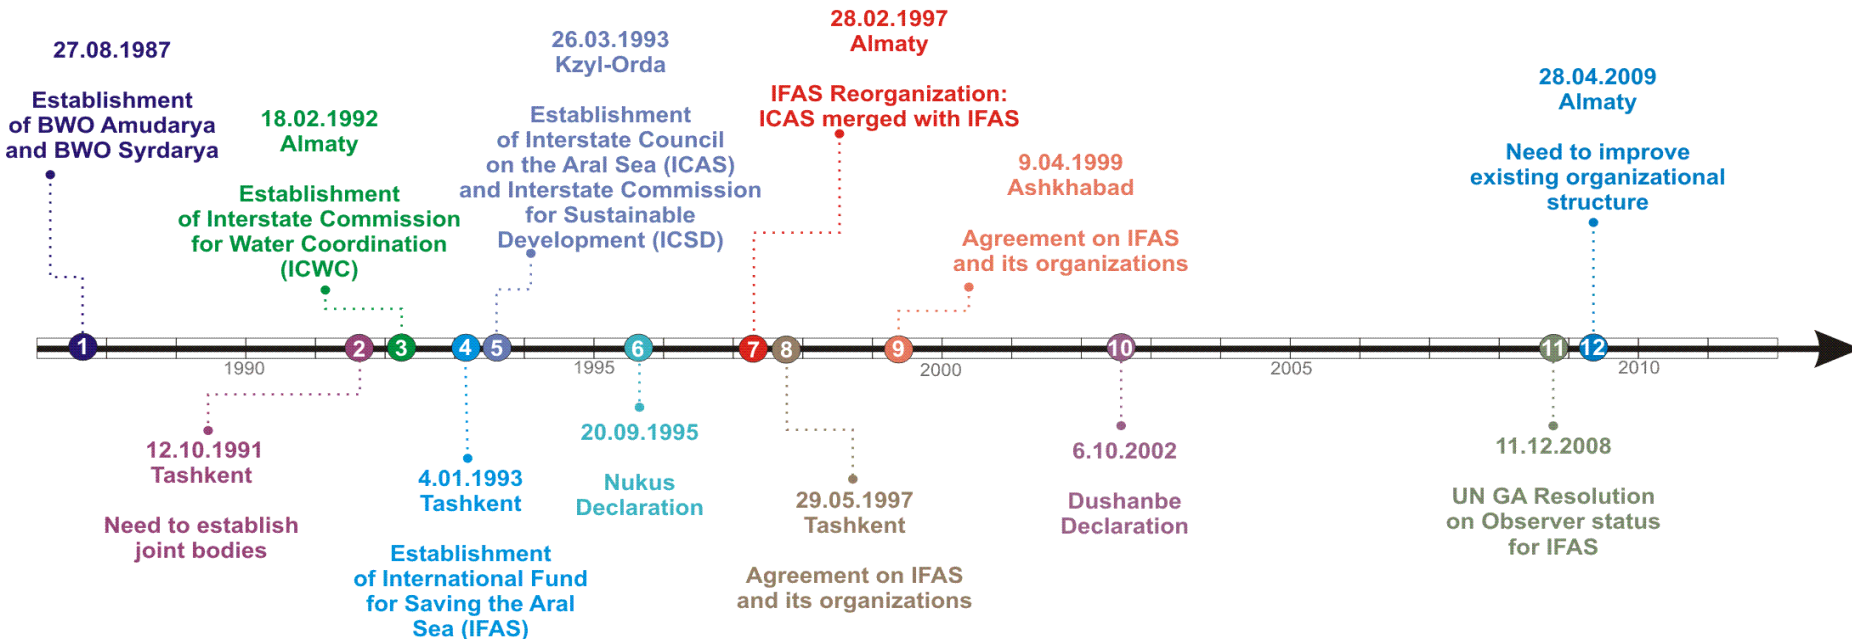 27.08.1987
Establishment
of BWO Amudarya
and BWO Syrdarya
18.02.1992
Almaty
Establishment
of Interstate Commission
for Water Coordination
(ICWC)
26.03.1993
Kzyl-Orda
Establishment
of Interstate Council
on the Aral Sea (ICAS)
and Interstate Commission
for Sustainable
Development (ICSD)
28.02.1997
Almaty
IFAS Reorganization:
ICAS merged with IFAS
9.04.1999
Ashkhabad
Agreement on IFAS
and its organizations
28.04.2009
Almaty
Need to improve
existing organizational
structure
1 2 3 4 5 6 7 8 9 10 11 12
1990 1995 2000 2005 2010
12.10.1991
Tashkent
Need to establish
joint bodies
4.01.1993
Tashkent
Establishment
of International Fund
for Saving the Aral
Sea (IFAS)
20.09.1995
Nukus
Declaration
29.05.1997
Tashkent
Agreement on IFAS
and its organizations
6.10.2002
Dushanbe
Declaration
11.12.2008
UN GA Resolution
on Observer status
for IFAS